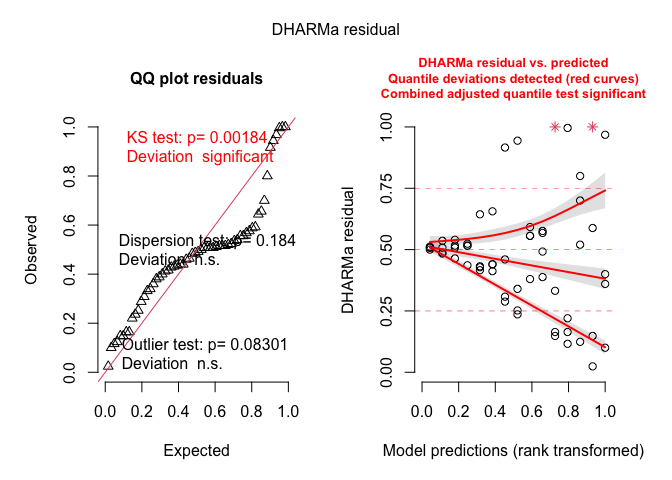 DHARMa residual
QQ plot residuals
KS test: p= 0.00184
Deviation  significant
Dispersion test: p= 0.184
Deviation  n.s.
Outlier test: p= 0.08301
Deviation  n.s.
Observed
0.0
0.2
0.4
0.6
0.8
1.0
0.0 0.2 0.4 0.6 0.8 1.0
Expected
DHARMa residual vs. predicted
Quantile deviations detected (red curves)
Combined adjusted quantile test significant
DHARMa residual
0.00
0.25
0.50
0.75
1.00
0.0 0.2 0.4 0.6 0.8 1.0
Model predictions (rank transformed)